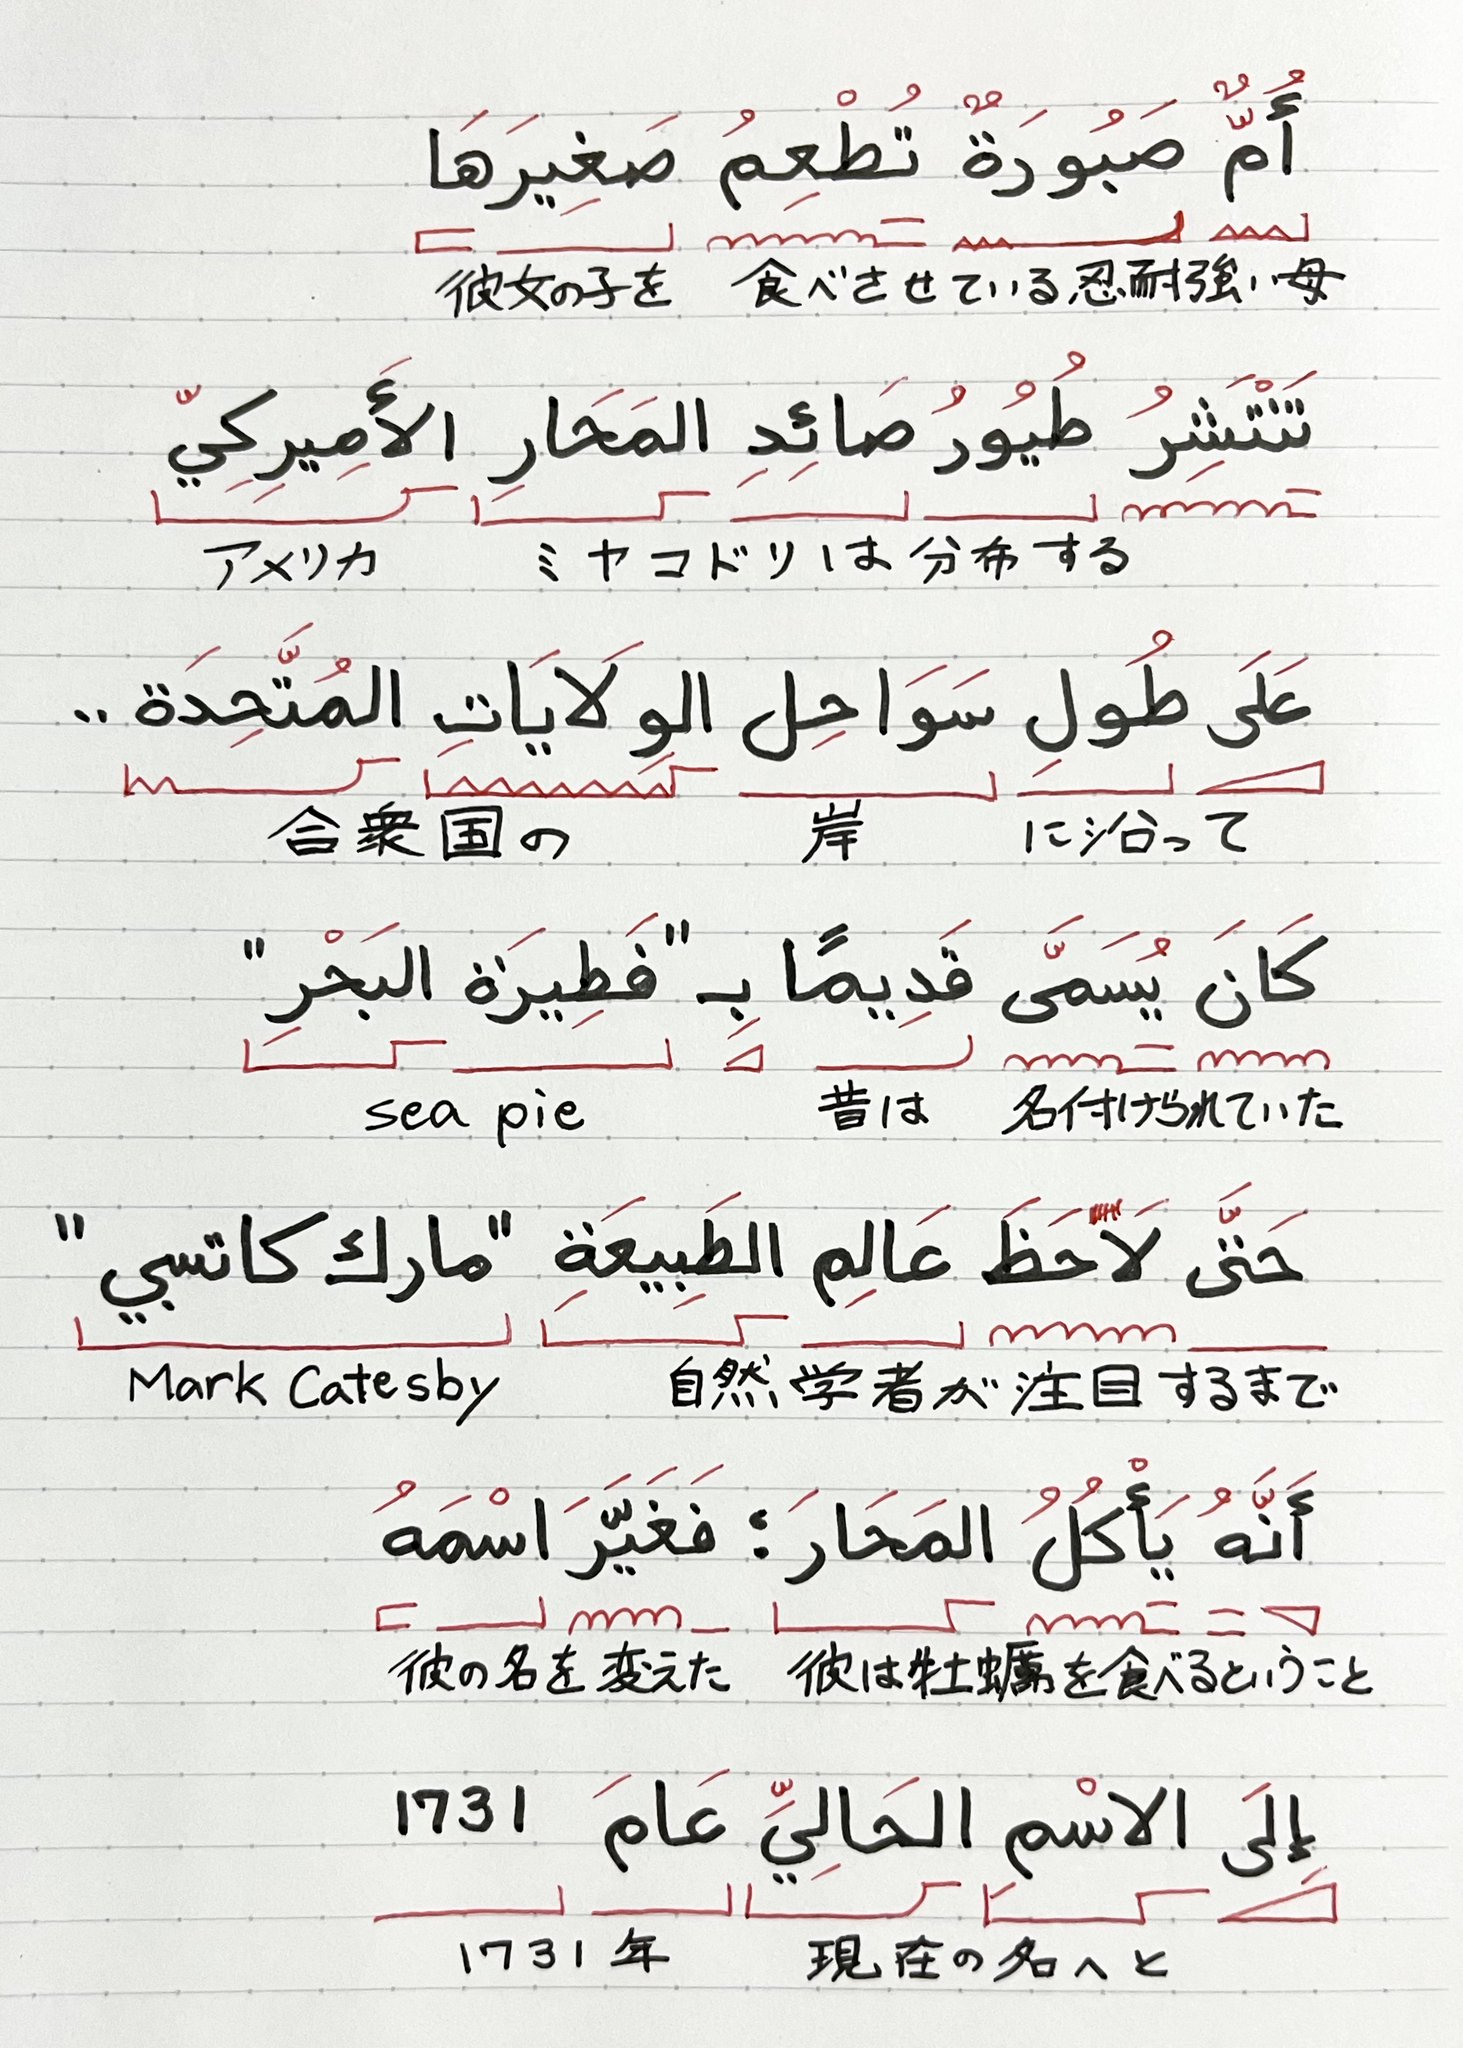 أُمٌّ صَبُورَةٌ تُطْعِمُ صَغِيرَهَا
彼女の子を 食べさせている忍耐強い母
تَنْتَشِرُ طُيُورُ صَائِدِ المَحَارِ الأَمِيرِكِيّ
アメリカ ミヤコドリは分布する
عَلَى طُولِ سَوَاحِلِ الوِلَايَاتِ المُتَّحِدَة ..
合衆国の 岸 に沿って
كَانَ يُسَمَّى قَدِيمًا بِـ "فَطِيرَة البَحْرِ"
sea pie 昔は 名付けられていた
حَتَّى لَاحَظَ عَالِمِ الطَبِيعَةِ "مارك كاتسبي"
Mark Catesby 自然学者が注目するまで
أَنَّهُ يَأْكُلُ المَحَارَ؛ فَغَيَّرَ اسْمَهُ
彼の名を変えた 彼は牡蠣を食べるということ
إِلَى الاسْمِ الحَالِيِّ عَامَ 1731
1731年 現在の名へと